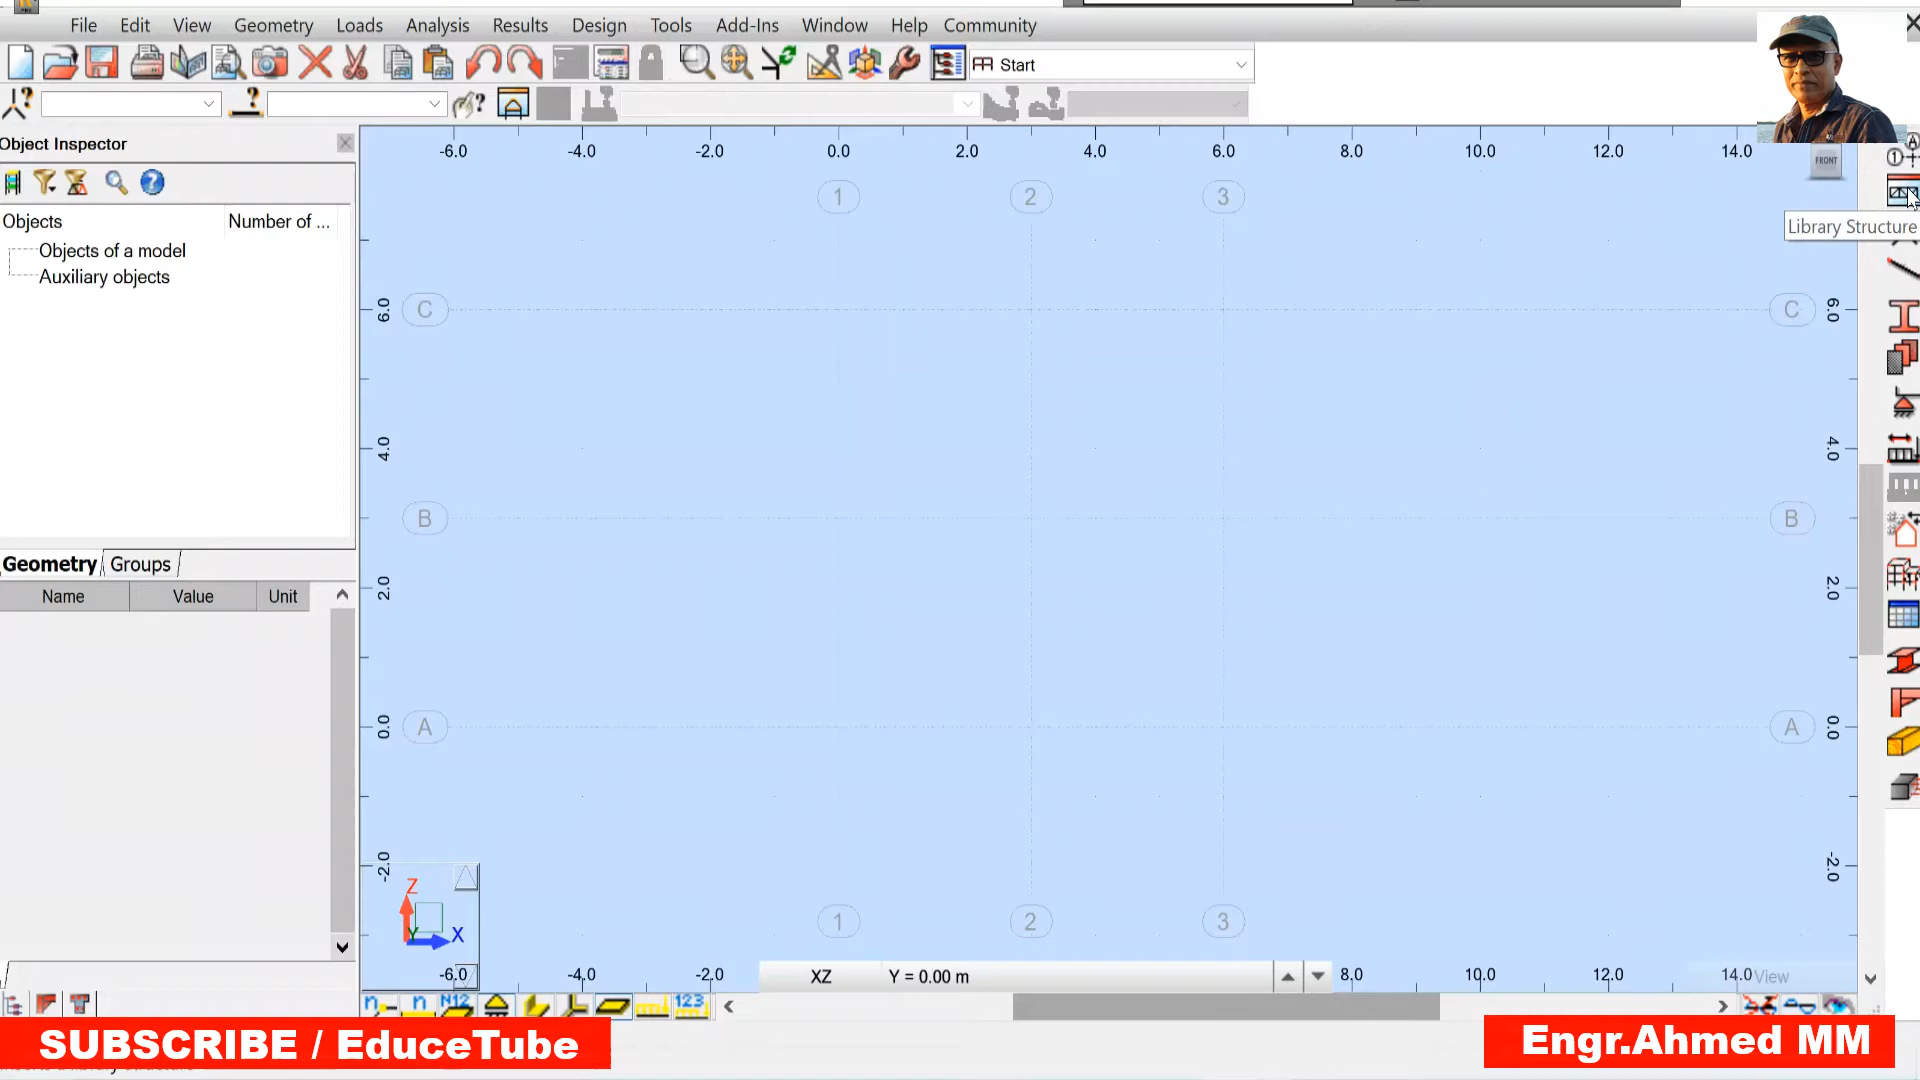 File Edit View Geometry Loads Analysis Results Design Tools Add-Ins Window Help Community
Start
Object Inspector
Objects Number of ...
Objects of a model
Auxiliary objects
Geometry Groups
Name Value Unit
-6.0 -4.0 -2.0 0.0 2.0 4.0 6.0 8.0 10.0 12.0 14.0
FRONT
Library Structure
1 2 3
6.0 C C 6.0
4.0 4.0
B B
2.0 2.0
0.0 A A 0.0
-2.0 -2.0
Z
Y X
1 2 3
-6.0 -4.0 -2.0 XZ Y = 0.00 m 8.0 10.0 12.0 14.0 View
n n N12 123
SUBSCRIBE / EduceTube
Engr.Ahmed MM